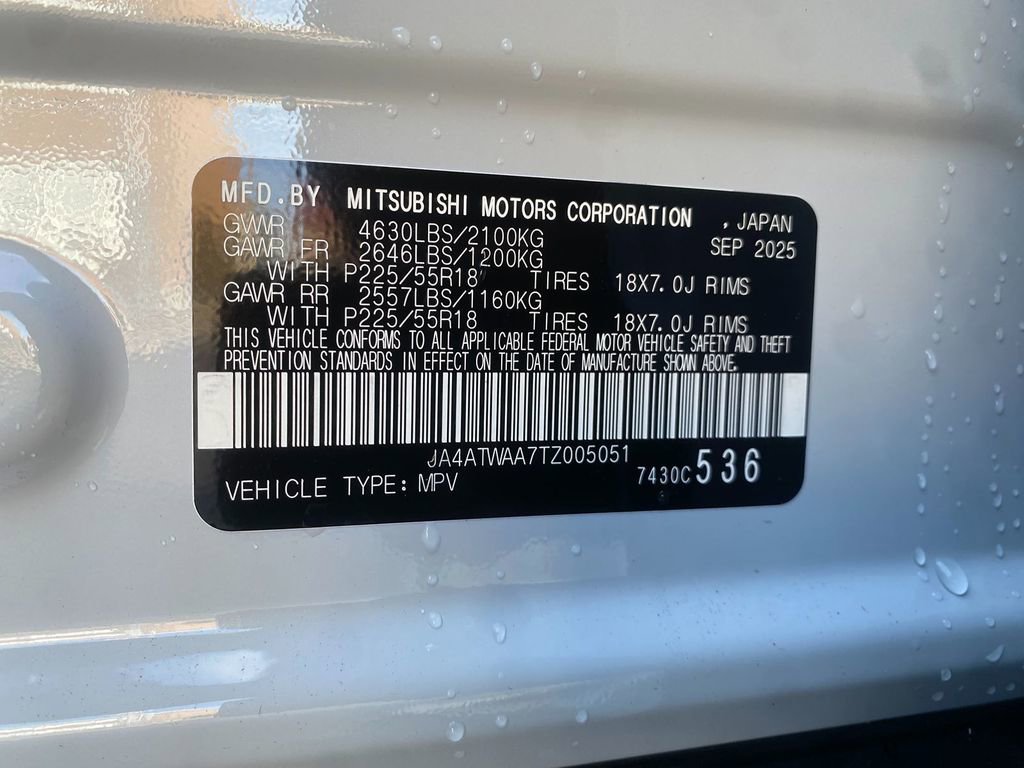 MFD.BY MITSUBISHI MOTORS CORPORATION , JAPAN
GVWR 4630LBS/2100KG SEP 2025
GAWR FR 2646LBS/1200KG
WITH P225/55R18 TIRES 18X7.0J RIMS
GAWR RR 2557LBS/1160KG
WITH P225/55R18 TIRES 18X7.0J RIMS
THIS VEHICLE CONFORMS TO ALL APPLICABLE FEDERAL MOTOR VEHICLE SAFETY AND THEFT
PREVENTION STANDARDS IN EFFECT ON THE DATE OF MANUFACTURE SHOWN ABOVE.
JA4ATWAA7TZ005051
VEHICLE TYPE: MPV 7430C 536